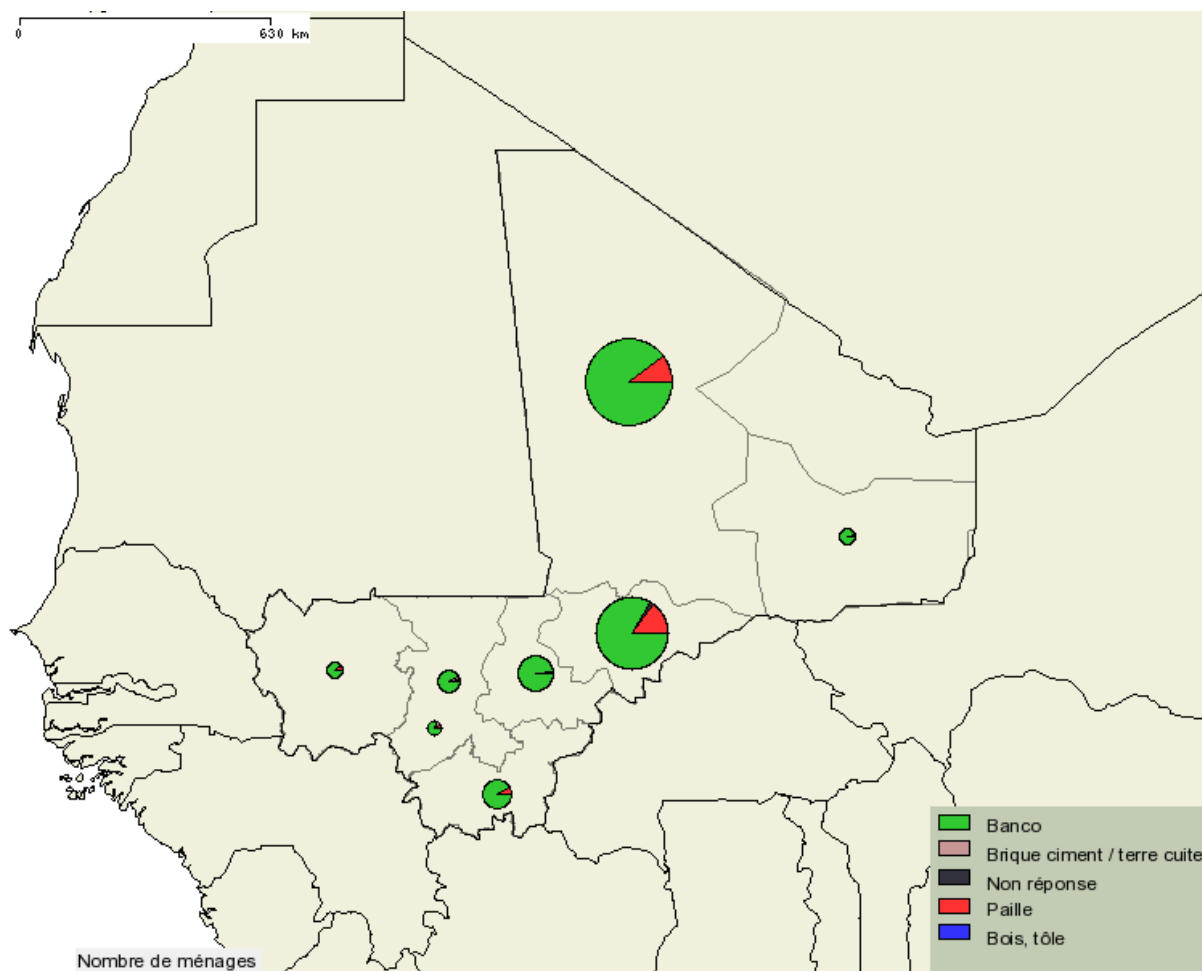 0 630 km
Banco
Brique ciment / terre cuite
Non réponse
Paille
Bois, tôle
Nombre de ménages